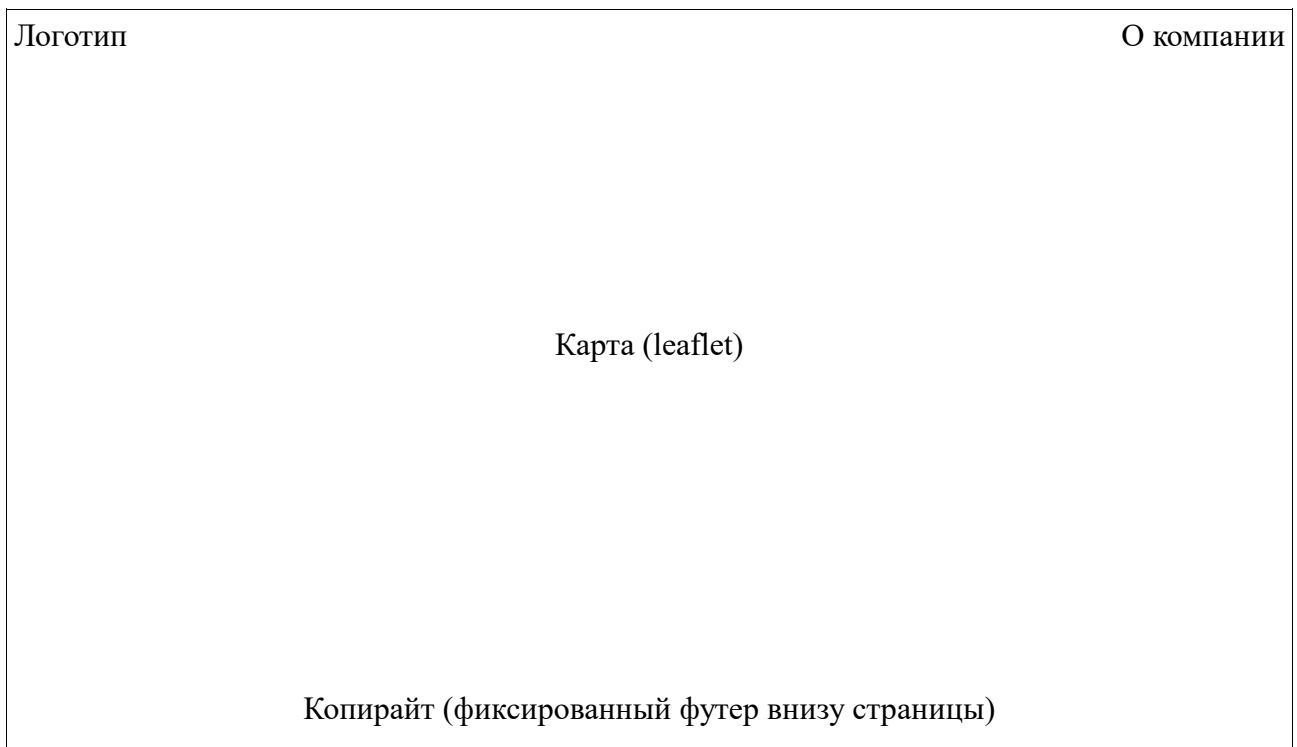 Логотип О компании
Карта (leaflet)
Копирайт (фиксированный футер внизу страницы)